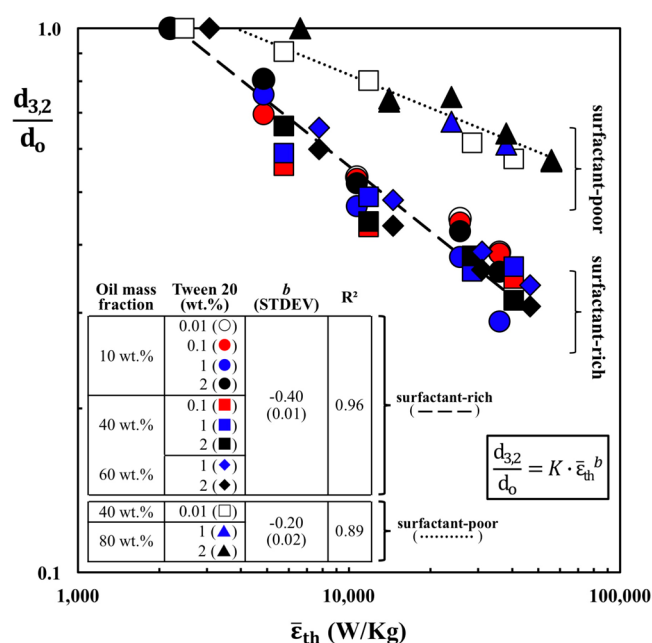 1.0
d3,2
do
surfactant-poor
surfactant-rich
Oil mass fraction
Tween 20 (wt.%)
b (STDEV)
R²
10 wt.%
0.01 (○)
0.1 (●)
1 (●)
2 (●)
40 wt.%
0.1 (■)
1 (■)
2 (■)
60 wt.%
1 (◆)
2 (◆)
-0.40
(0.01)
0.96
surfactant-rich
(— — —)
40 wt.%
0.01 (□)
80 wt.%
1 (▲)
2 (▲)
-0.20
(0.02)
0.89
surfactant-poor
(·········)
d3,2/do = K · ε̄th^b
0.1
1,000
10,000
100,000
ε̄th (W/Kg)